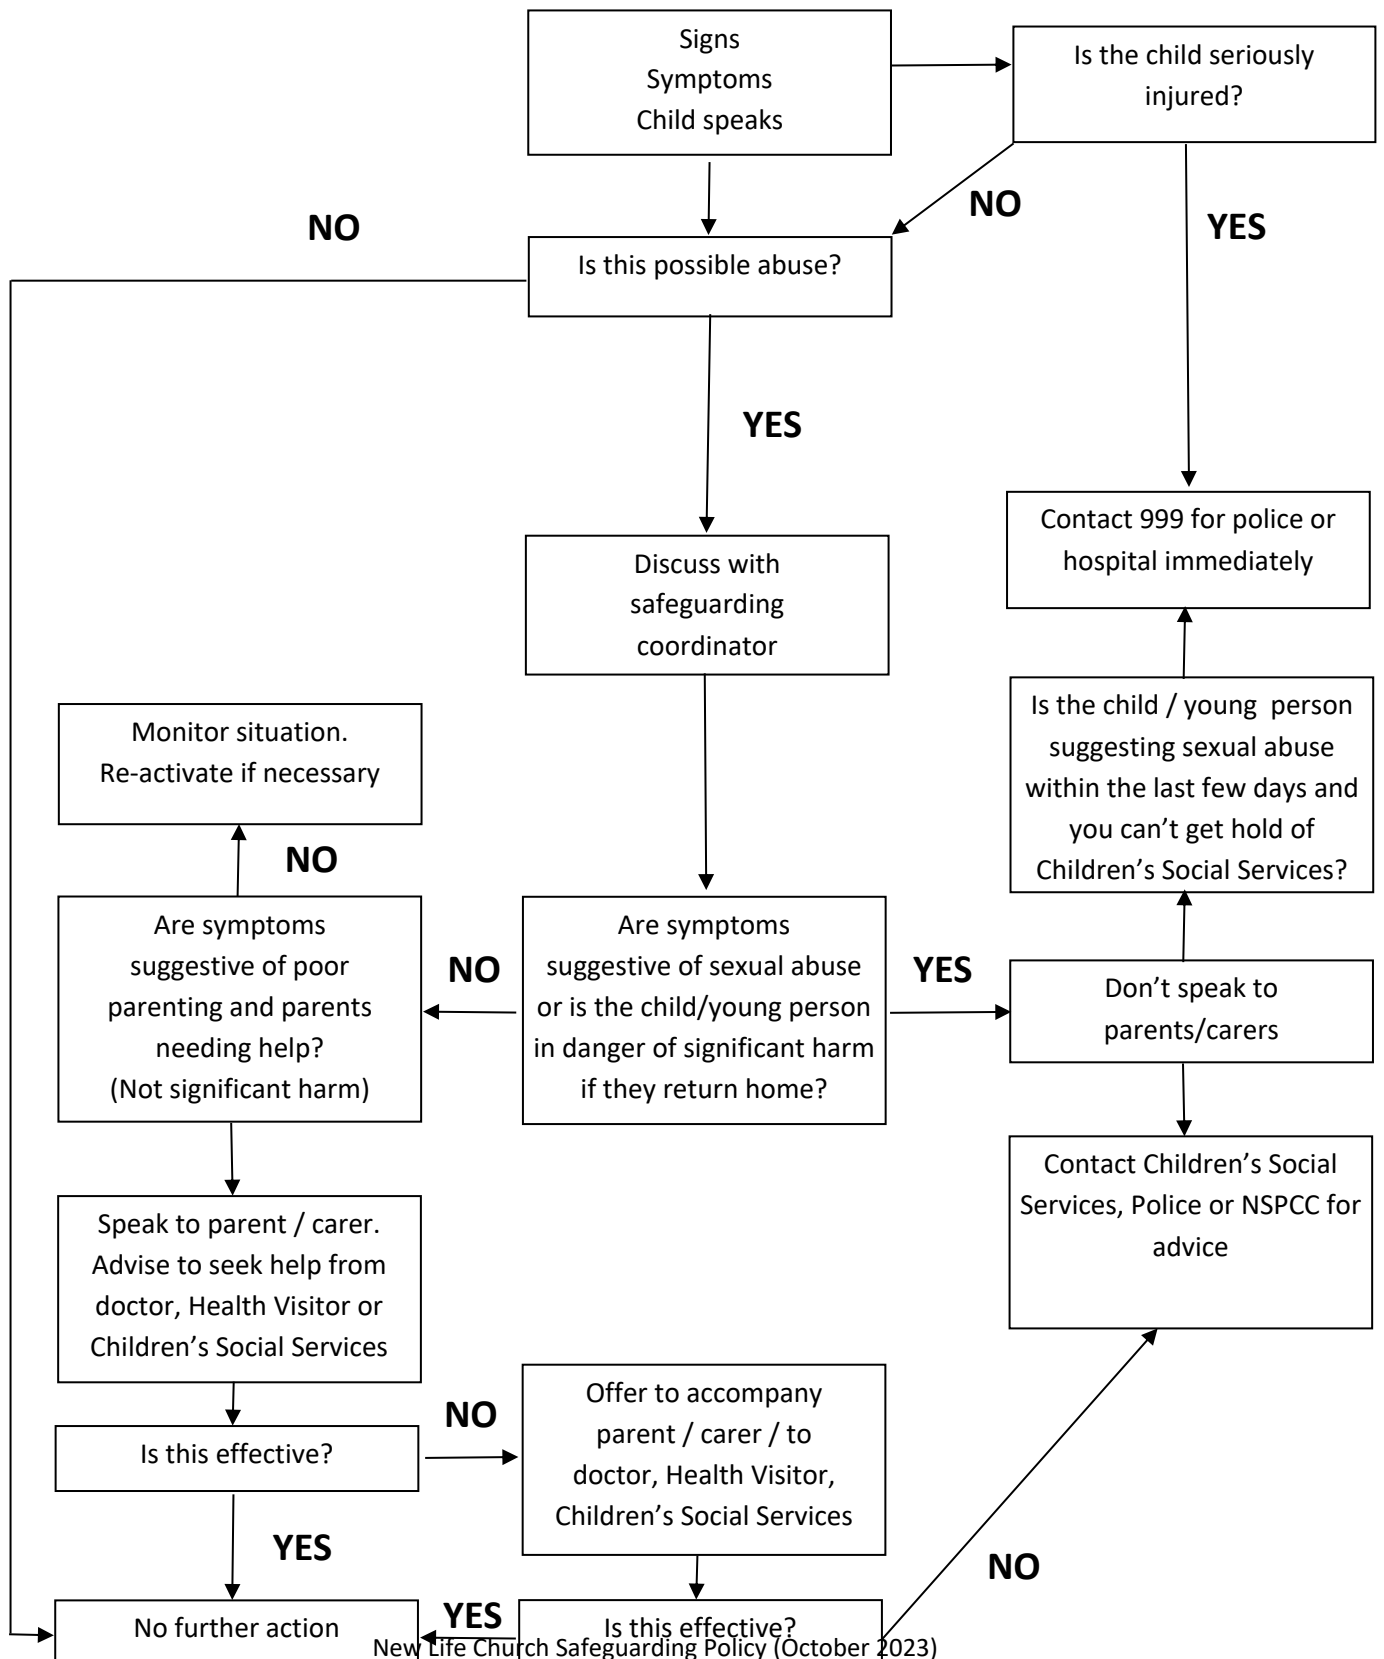 Signs
Symptoms
Child speaks
Is the child seriously
injured?
NO
NO
YES
Is this possible abuse?
YES
Contact 999 for police or
hospital immediately
Discuss with
safeguarding
coordinator
Is the child / young person
suggesting sexual abuse
within the last few days and
you can’t get hold of
Children’s Social Services?
Monitor situation.
Re-activate if necessary
NO
Are symptoms
suggestive of poor
parenting and parents
needing help?
(Not significant harm)
NO
Are symptoms
suggestive of sexual abuse
or is the child/young person
in danger of significant harm
if they return home?
YES
Don’t speak to
parents/carers
Contact Children’s Social
Services, Police or NSPCC for
advice
Speak to parent / carer.
Advise to seek help from
doctor, Health Visitor or
Children’s Social Services
Offer to accompany
parent / carer / to
doctor, Health Visitor,
Children’s Social Services
NO
Is this effective?
YES
NO
No further action
YES
Is this effective?
New Life Church Safeguarding Policy (October 2023)